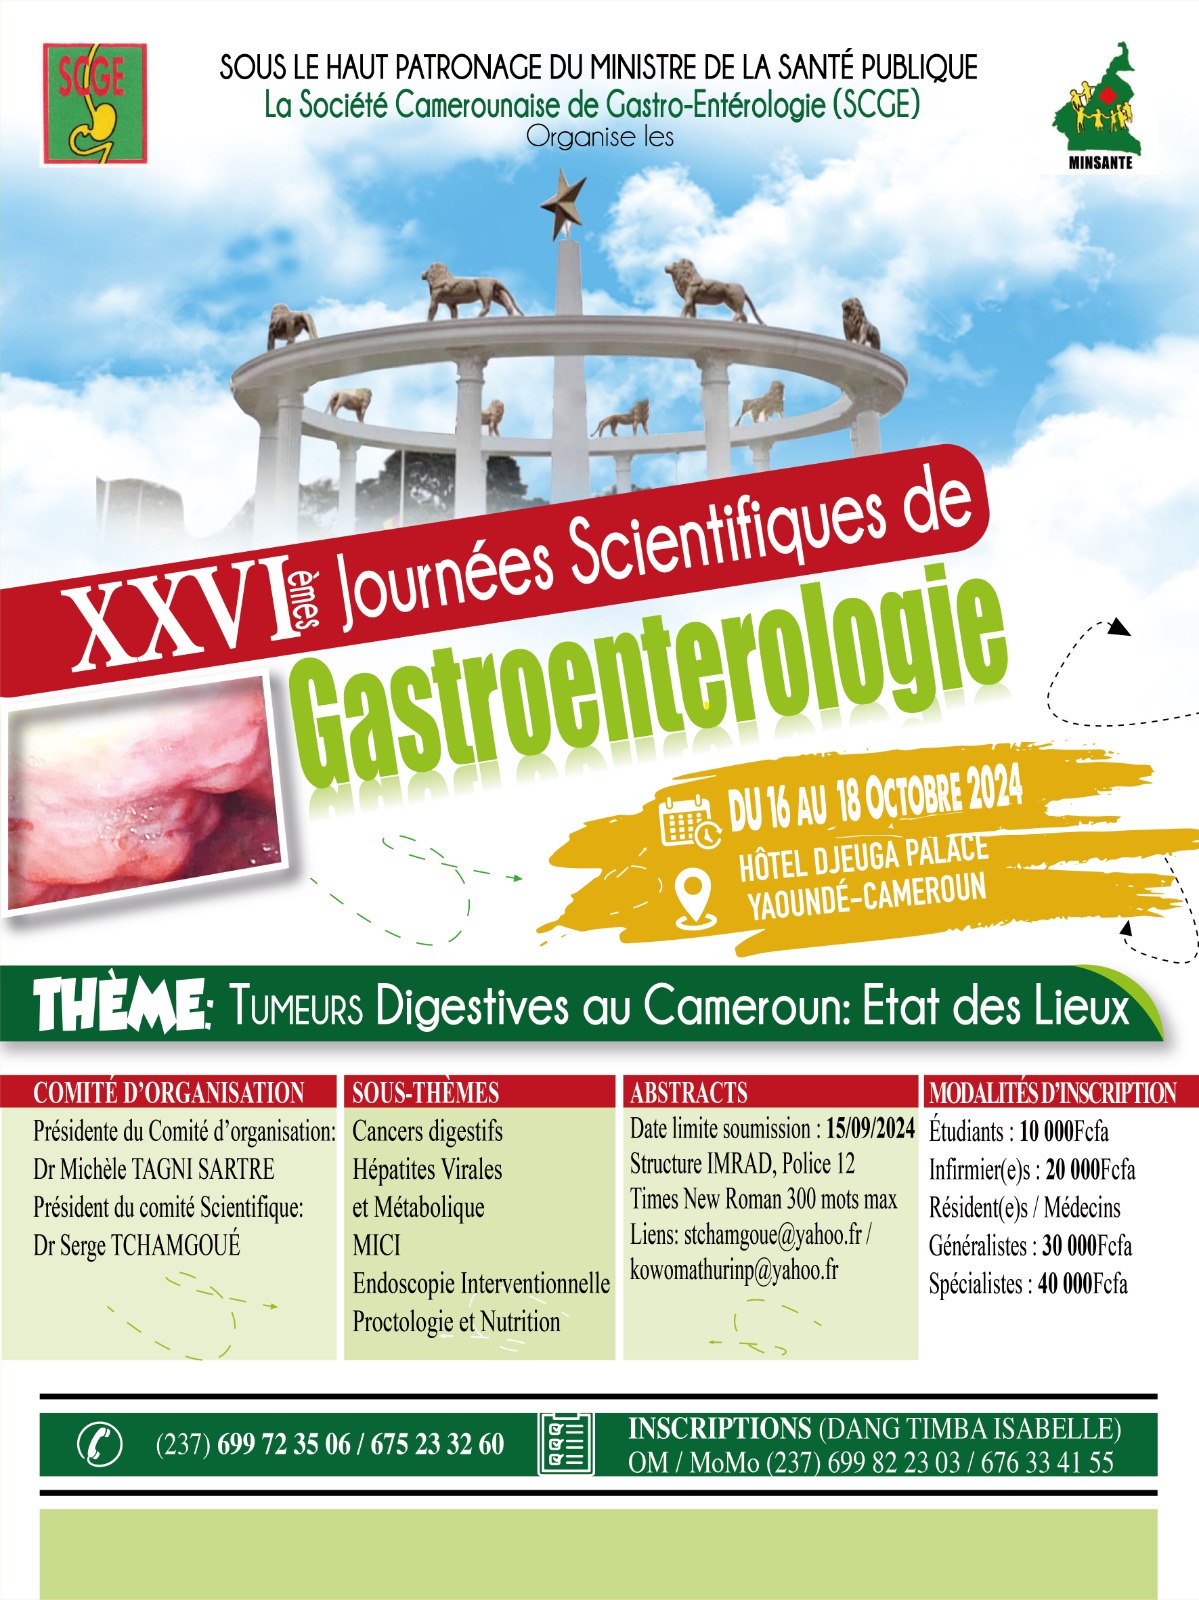 SCGE
SOUS LE HAUT PATRONAGE DU MINISTRE DE LA SANTÉ PUBLIQUE
La Société Camerounaise de Gastro-Entérologie (SCGE)
Organise les
MINSANTE
XXVIèmes Journées Scientifiques de
Gastroenterologie
DU 16 AU 18 OCTOBRE 2024
HÔTEL DJEUGA PALACE
YAOUNDÉ-CAMEROUN
THÈME: TUMEURS Digestives au Cameroun: Etat des Lieux
COMITÉ D'ORGANISATION
Présidente du Comité d'organisation:
Dr Michèle TAGNI SARTRE
Président du comité Scientifique:
Dr Serge TCHAMGOUÉ
SOUS-THÈMES
Cancers digestifs
Hépatites Virales
et Métabolique
MICI
Endoscopie Interventionnelle
Proctologie et Nutrition
ABSTRACTS
Date limite soumission : 15/09/2024
Structure IMRAD, Police 12
Times New Roman 300 mots max
Liens: stchamgoue@yahoo.fr /
kowomathurinp@yahoo.fr
MODALITÉS D'INSCRIPTION
Étudiants : 10 000Fcfa
Infirmier(e)s : 20 000Fcfa
Résident(e)s / Médecins
Généralistes : 30 000Fcfa
Spécialistes : 40 000Fcfa
(237) 699 72 35 06 / 675 23 32 60
INSCRIPTIONS (DANG TIMBA ISABELLE)
OM / MoMo (237) 699 82 23 03 / 676 33 41 55